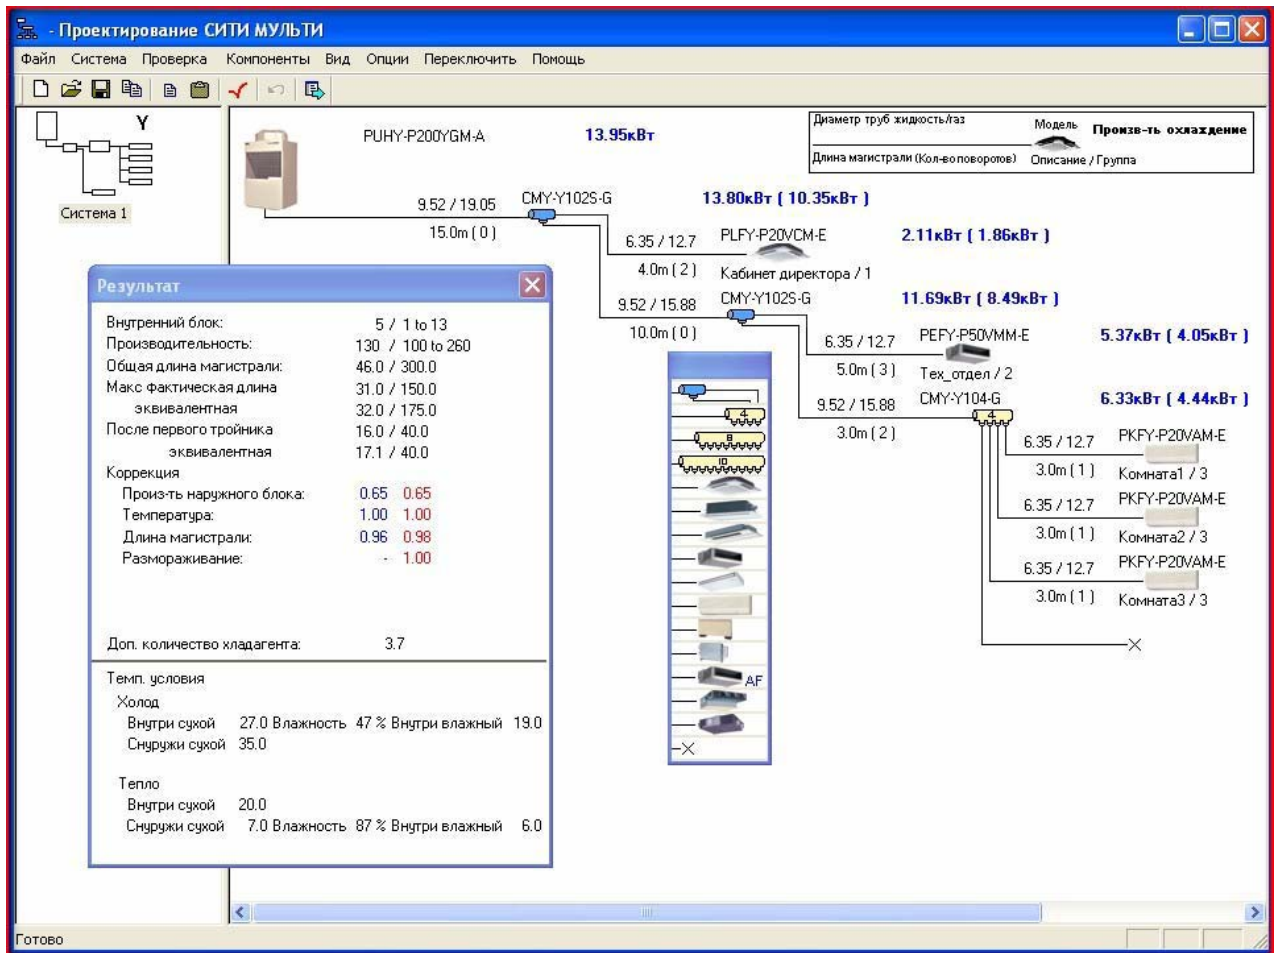 - Проектирование СИТИ МУЛЬТИ
Файл Система Проверка Компоненты Вид Опции Переключить Помощь
Y
Система 1
PUHY-P200YGM-A 13.95кВт
Диаметр труб жидкость/газ
Модель Произв-ть охлаждение
Длина магистрали (Кол-во поворотов) Описание / Группа
9.52 / 19.05 CMY-Y102S-G 13.80кВт ( 10.35кВт )
15.0m ( 0 )
6.35 / 12.7 PLFY-P20VCM-E 2.11кВт ( 1.86кВт )
4.0m ( 2 ) Кабинет директора / 1
9.52 / 15.88 CMY-Y102S-G 11.69кВт ( 8.49кВт )
10.0m ( 0 )
6.35 / 12.7 PEFY-P50VMM-E 5.37кВт ( 4.05кВт )
5.0m ( 3 ) Тех_отдел / 2
9.52 / 15.88 CMY-Y104-G 6.33кВт ( 4.44кВт )
3.0m ( 2 ) 4
6.35 / 12.7 PKFY-P20VAM-E
3.0m ( 1 ) Комната1 / 3
6.35 / 12.7 PKFY-P20VAM-E
3.0m ( 1 ) Комната2 / 3
6.35 / 12.7 PKFY-P20VAM-E
3.0m ( 1 ) Комната3 / 3
Результат
Внутренний блок: 5 / 1 to 13
Производительность: 130 / 100 to 260
Общая длина магистрали: 46.0 / 300.0
Макс фактическая длина 31.0 / 150.0
эквивалентная 32.0 / 175.0
После первого тройника 16.0 / 40.0
эквивалентная 17.1 / 40.0
Коррекция
Произ-ть наружного блока: 0.65 0.65
Температура: 1.00 1.00
Длина магистрали: 0.96 0.98
Размораживание: - 1.00
Доп. количество хладагента: 3.7
Темп. условия
Холод
Внутри сухой 27.0 Влажность 47 % Внутри влажный 19.0
Снуружи сухой 35.0
Тепло
Внутри сухой 20.0
Снуружи сухой 7.0 Влажность 87 % Внутри влажный 6.0
4
8
10
AF
Готово